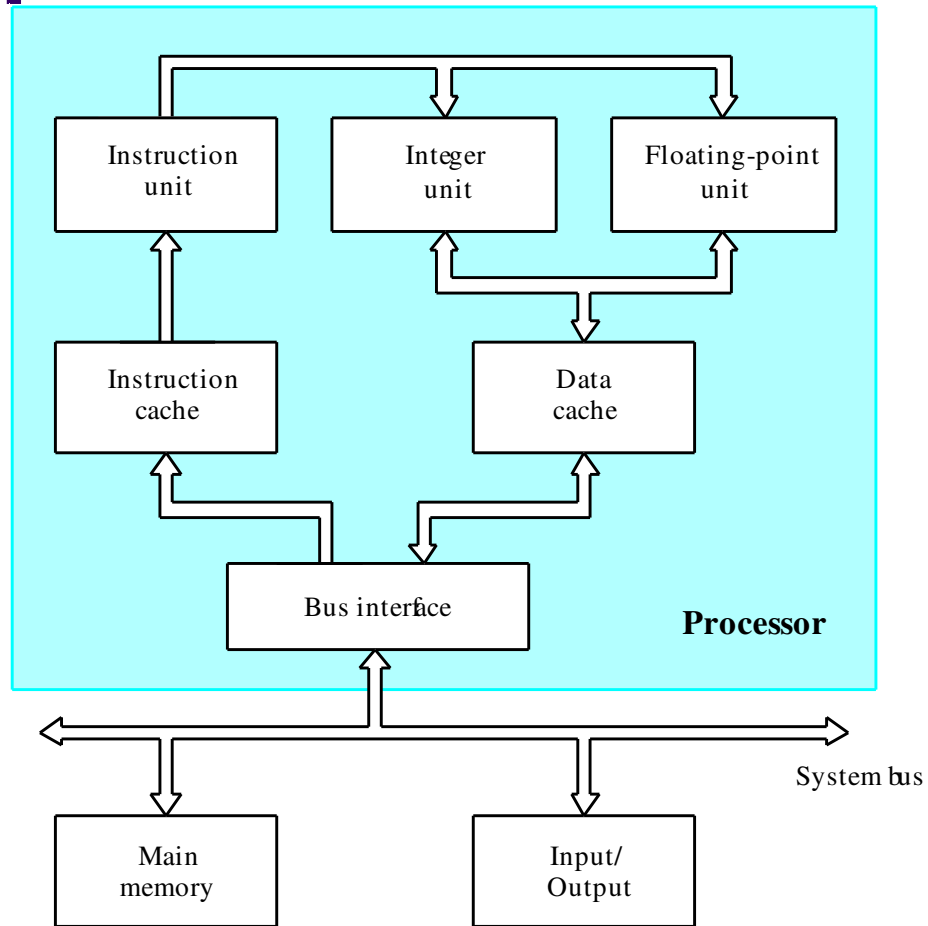 Instruction
unit
Integer
unit
Floating-point
unit
Instruction
cache
Data
cache
Bus interface
Processor
System bus
Main
memory
Input/
Output